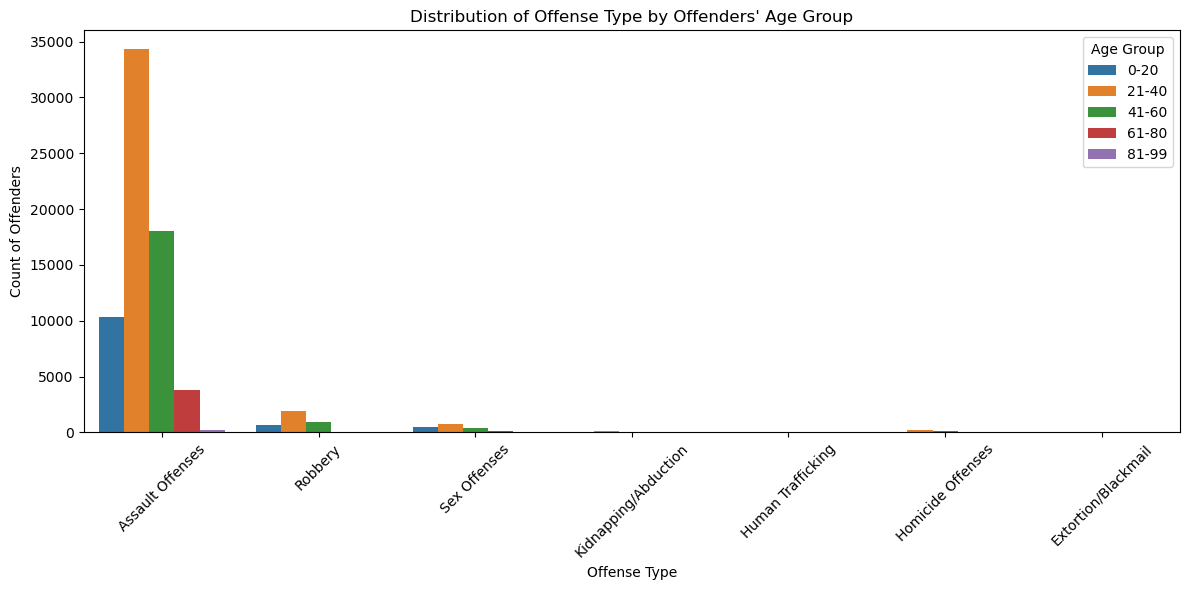 Distribution of Offense Type by Offenders' Age Group
Count of Offenders
35000
30000
25000
20000
15000
10000
5000
0
Age Group
0-20
21-40
41-60
61-80
81-99
Assault Offenses
Robbery
Sex Offenses
Kidnapping/Abduction
Human Trafficking
Homicide Offenses
Extortion/Blackmail
Offense Type